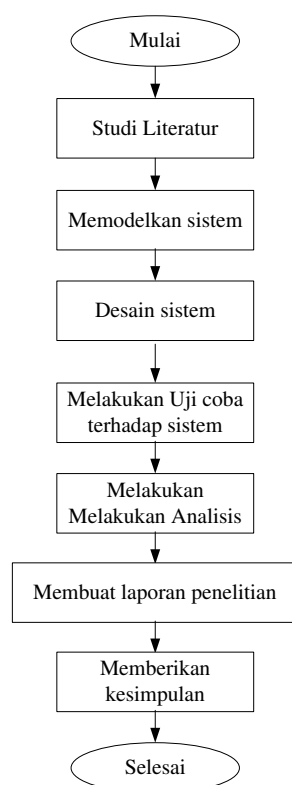 Mulai
Studi Literatur
Memodelkan sistem
Desain sistem
Melakukan Uji coba
terhadap sistem
Melakukan
Melakukan Analisis
Membuat laporan penelitian
Memberikan
kesimpulan
Selesai